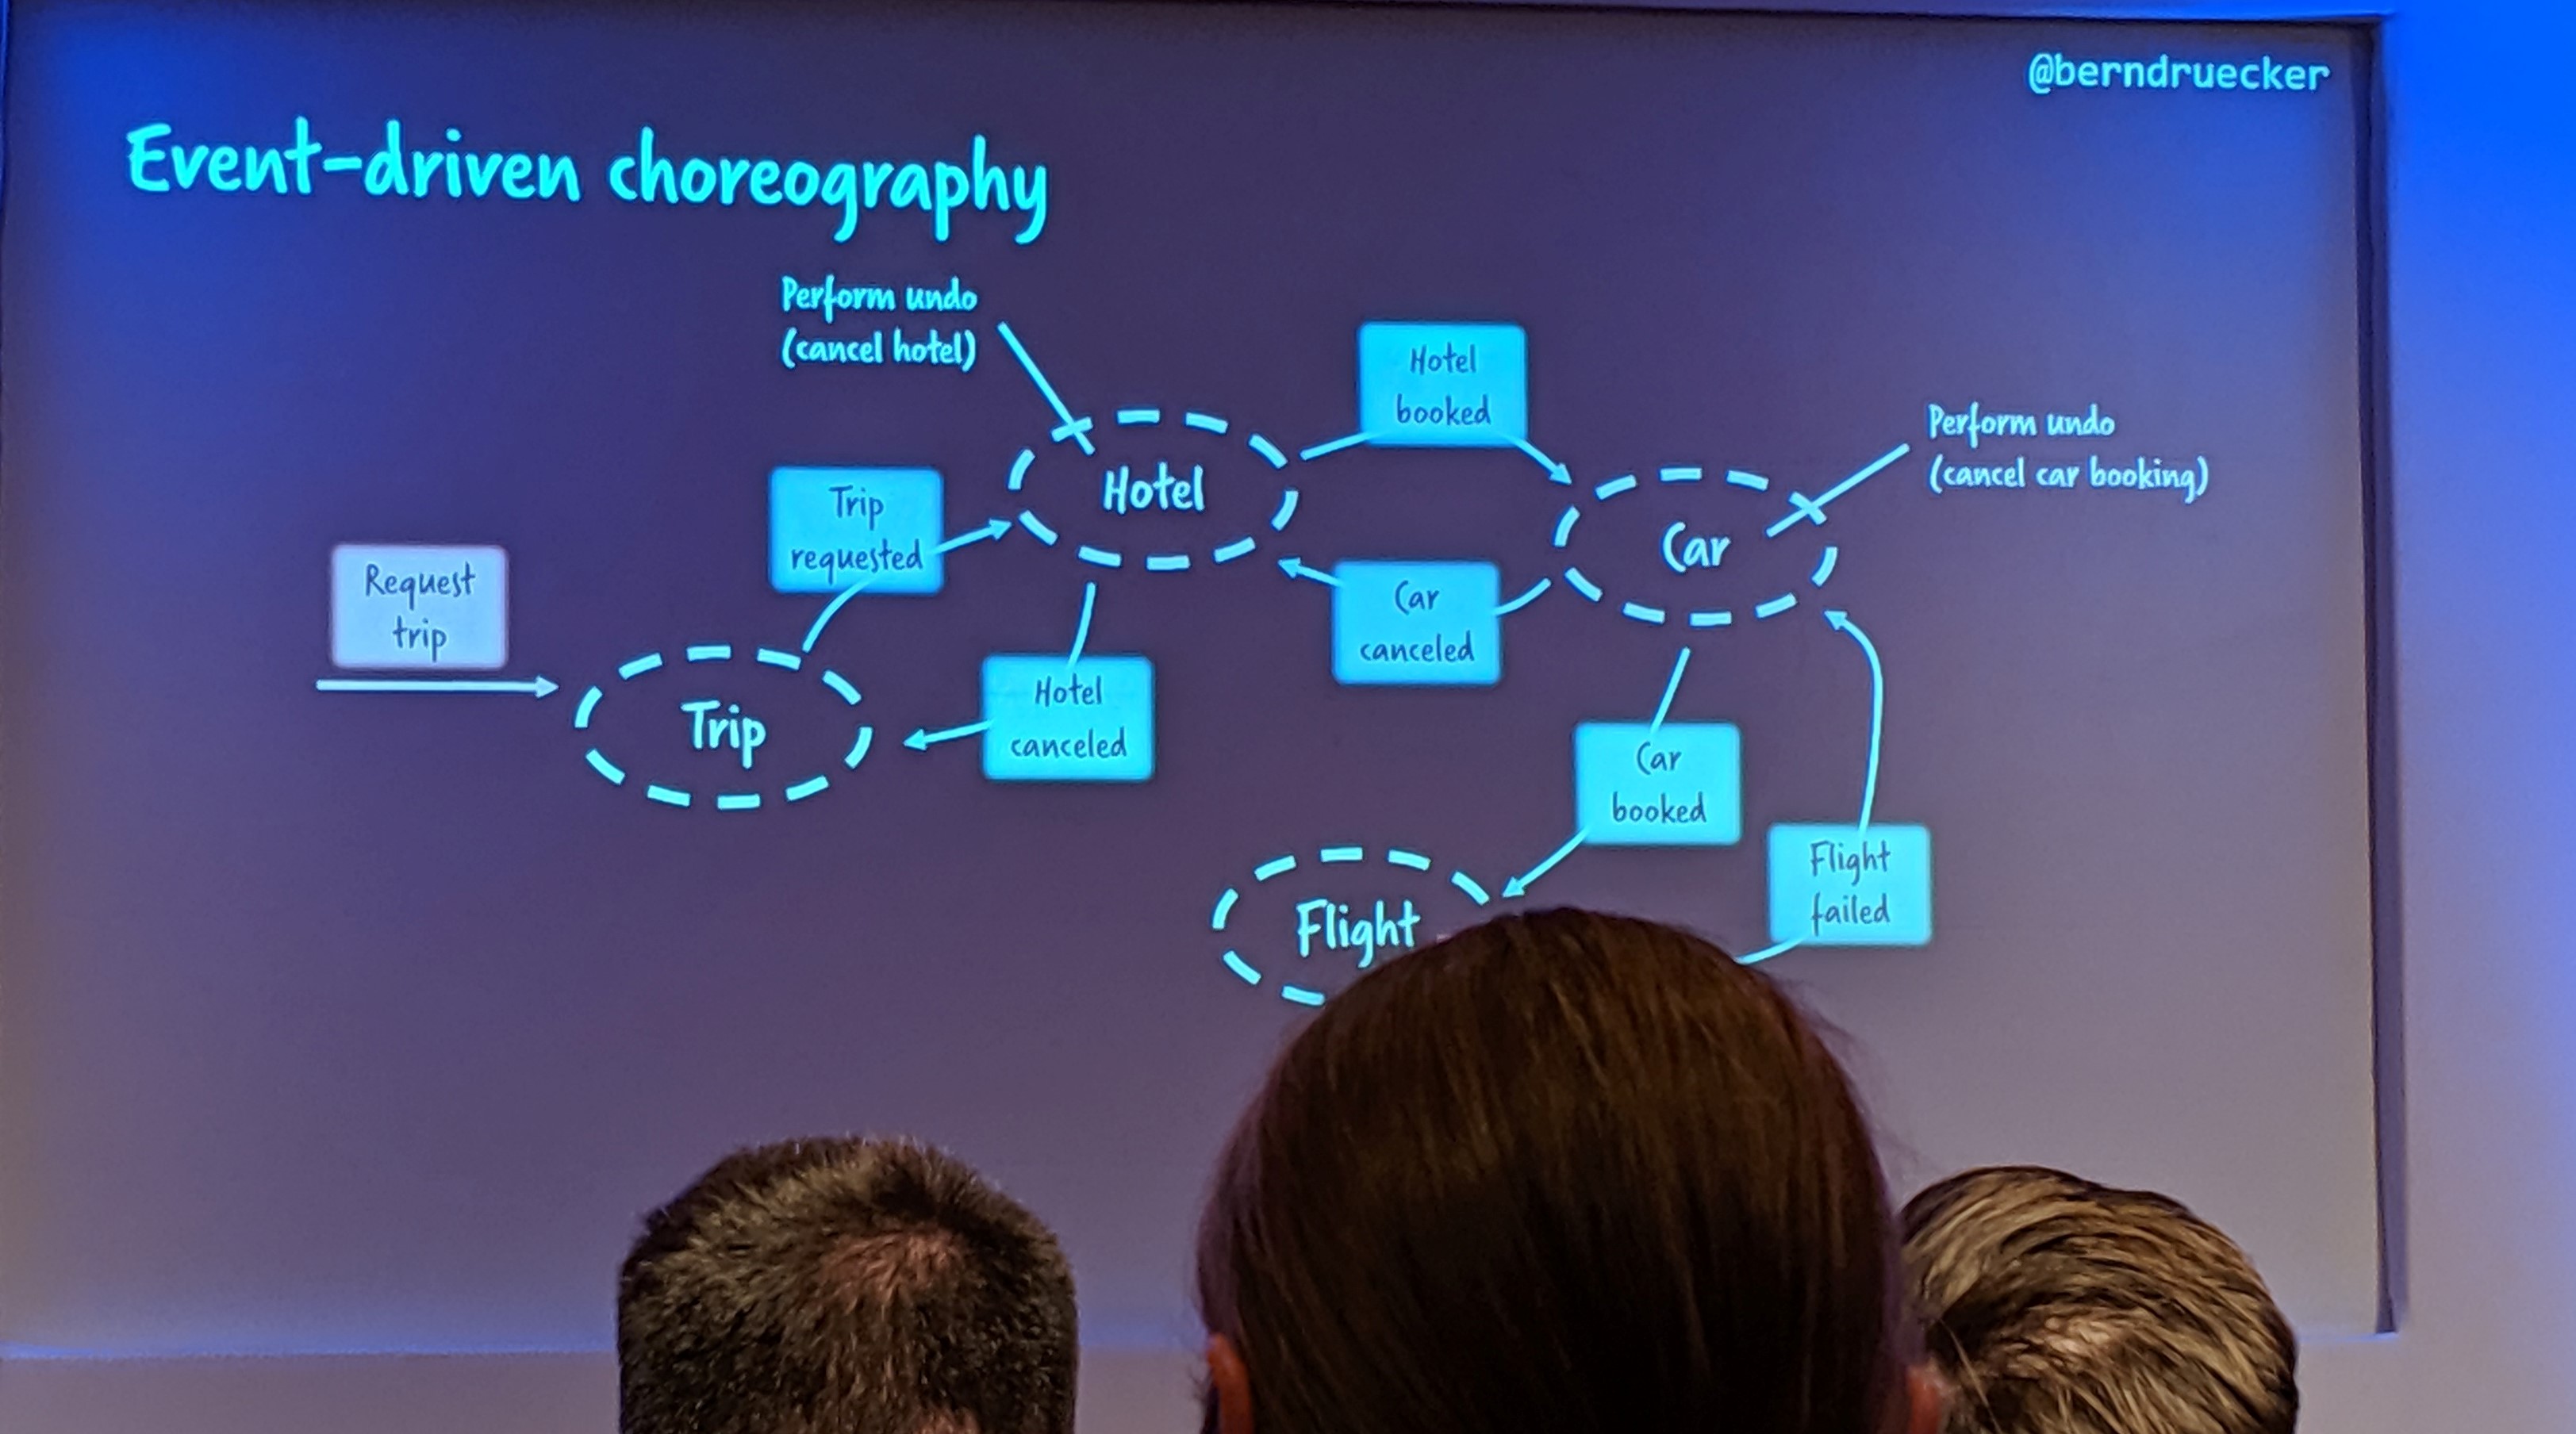 @berndruecker
Event-driven choreography
Perform undo
(cancel hotel)
Hotel
booked
Perform undo
(cancel car booking)
Trip
requested
Hotel
Car
Request
trip
Car
canceled
Trip
Hotel
canceled
Car
booked
Flight
failed
Flight